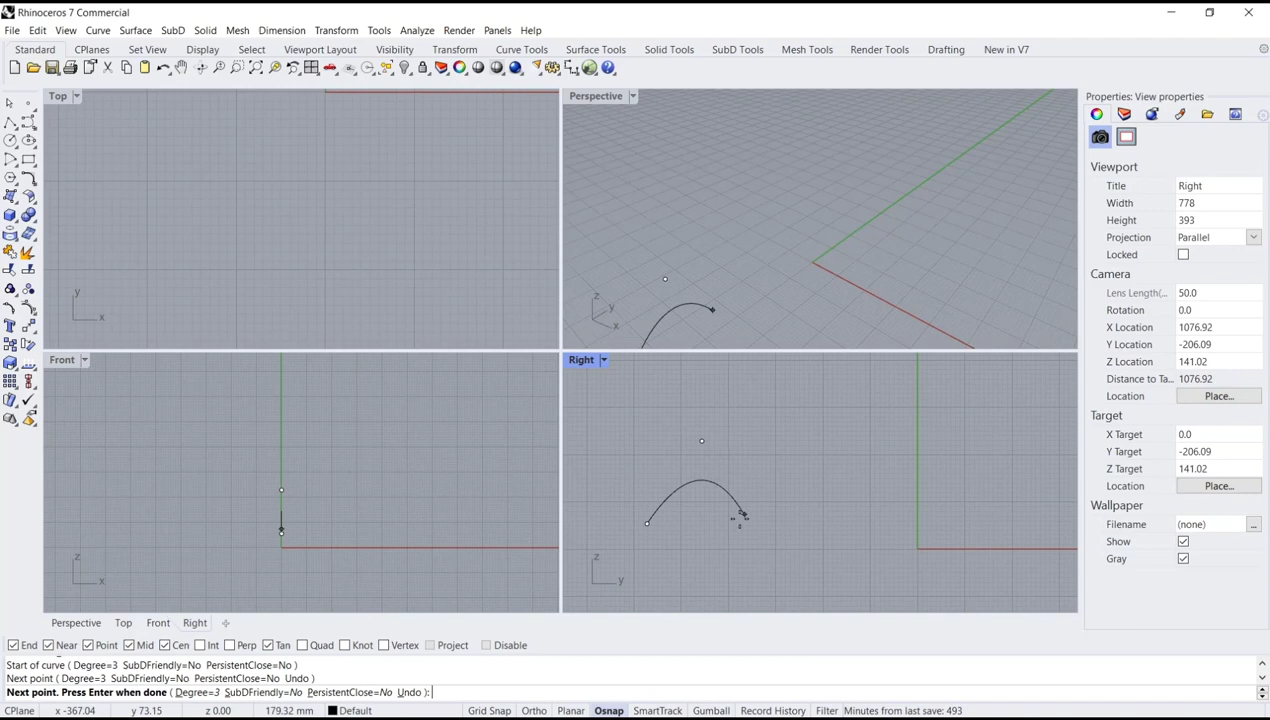 Rhinoceros 7 Commercial
File Edit View Curve Surface SubD Solid Mesh Dimension Transform Tools Analyze Render Panels Help
Standard CPlanes Set View Display Select Viewport Layout Visibility Transform Curve Tools Surface Tools Solid Tools SubD Tools Mesh Tools Render Tools Drafting New in V7
Top
y
x
Perspective
z
y
x
Front
z
x
Right
z
y
Properties: View properties
Viewport
Title Right
Width 778
Height 393
Projection Parallel
Locked
Camera
Lens Length(... 50.0
Rotation 0.0
X Location 1076.92
Y Location -206.09
Z Location 141.02
Distance to Ta... 1076.92
Location Place...
Target
X Target 0.0
Y Target -206.09
Z Target 141.02
Location Place...
Wallpaper
Filename (none) ...
Show
Gray
Perspective Top Front Right
End Near Point Mid Cen Int Perp Tan Quad Knot Vertex Project Disable
Start of curve ( Degree=3 SubDFriendly=No PersistentClose=No )
Next point ( Degree=3 SubDFriendly=No PersistentClose=No Undo )
Next point. Press Enter when done ( Degree=3 SubDFriendly=No PersistentClose=No Undo ):
CPlane x -367.04 y 73.15 z 0.00 179.32 mm Default Grid Snap Ortho Planar Osnap SmartTrack Gumball Record History Filter Minutes from last save: 493